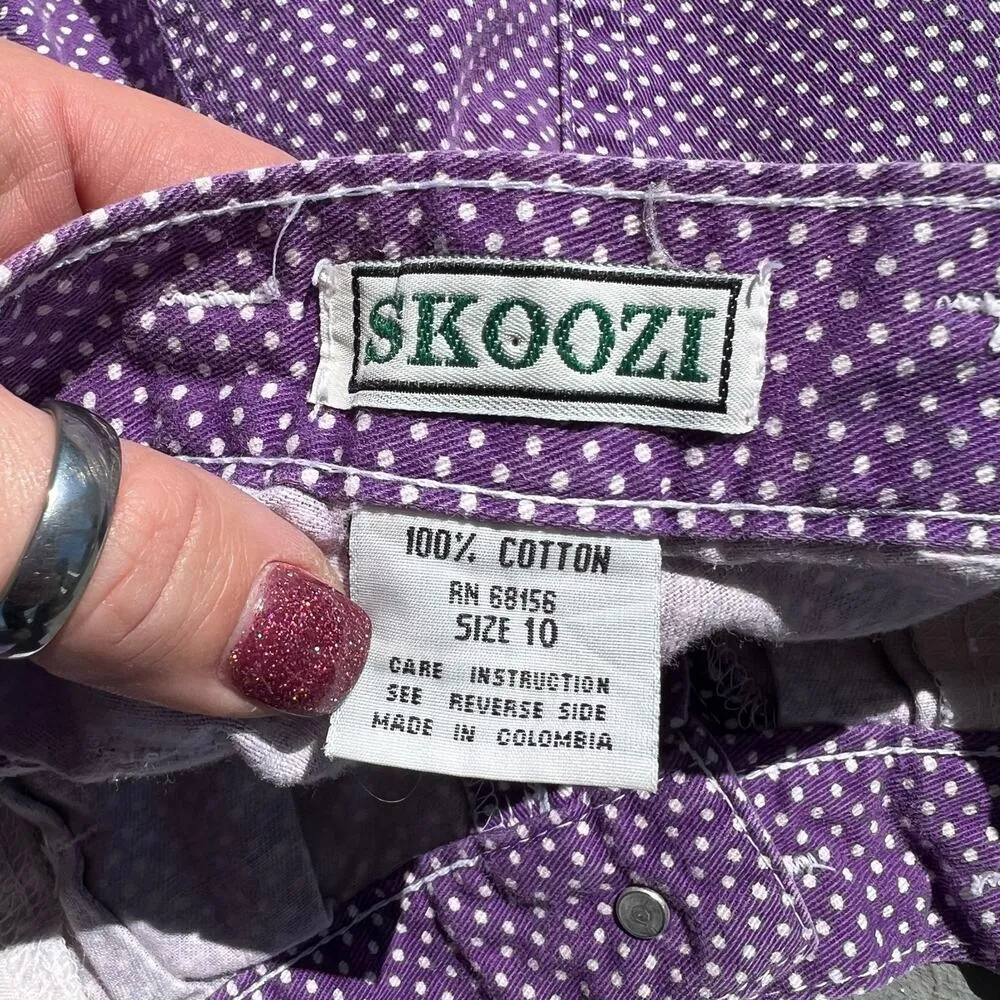 SKOOZI
100% COTTON
RN 68156
SIZE 10
CARE INSTRUCTION
SEE REVERSE SIDE
MADE IN COLOMBIA